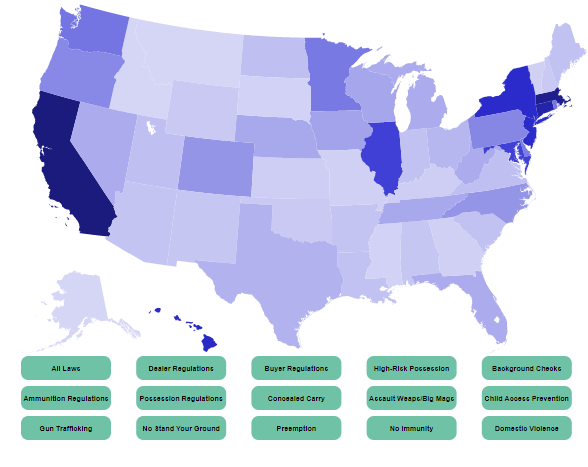 All Laws
Dealer Regulations
Buyer Regulations
High-Risk Possession
Background Checks
Ammunition Regulations
Possession Regulations
Concealed Carry
Assault Weaps/Big Mags
Child Access Prevention
Gun Trafficking
No Stand Your Ground
Preemption
No Immunity
Domestic Violence